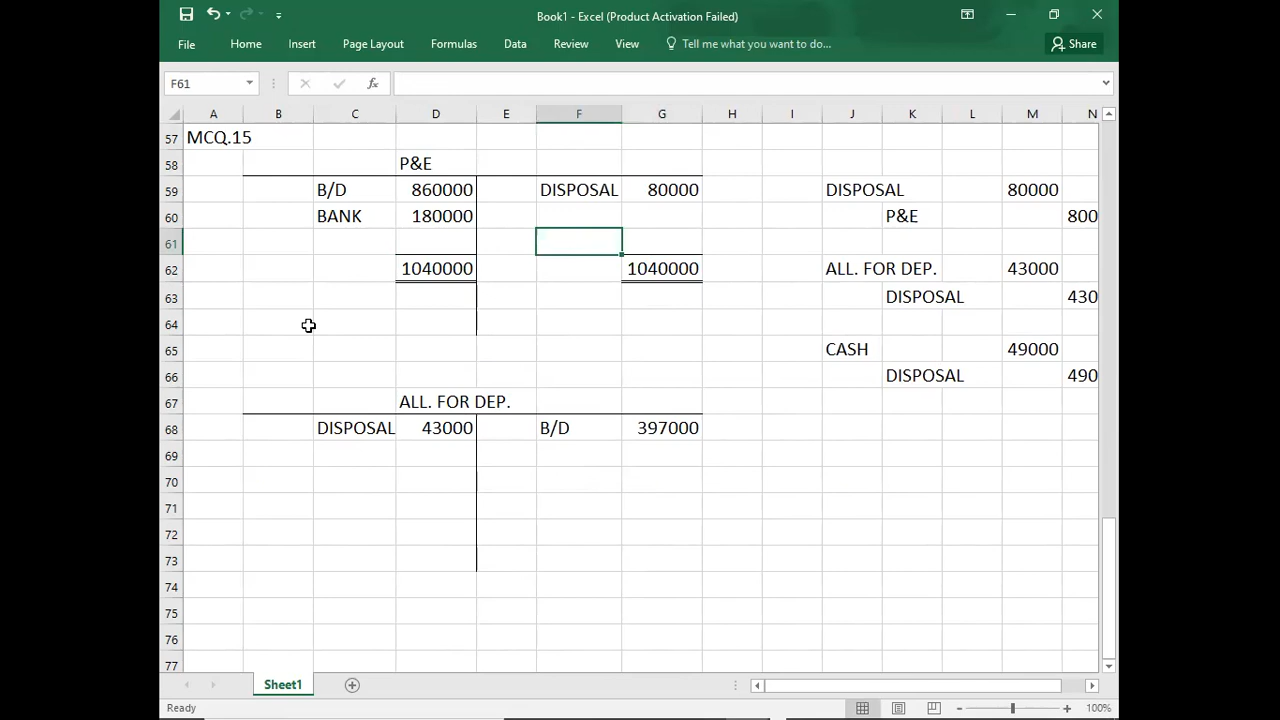 Book1 - Excel (Product Activation Failed)
File Home Insert Page Layout Formulas Data Review View Tell me what you want to do... Share
F61 fx
A B C D E F G H I J K L M N
57 MCQ.15
58 P&E
59 B/D 860000 DISPOSAL 80000 DISPOSAL 80000
60 BANK 180000 P&E 800
61
62 1040000 1040000 ALL. FOR DEP. 43000
63 DISPOSAL 430
64
65 CASH 49000
66 DISPOSAL 490
67 ALL. FOR DEP.
68 DISPOSAL 43000 B/D 397000
69
70
71
72
73
74
75
76
77
Sheet1
Ready 100%